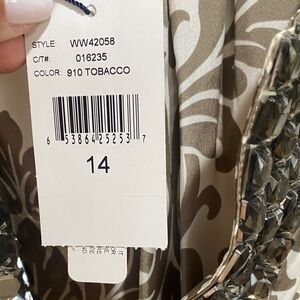 STYLE: WW42058
C/T#: 016235
COLOR: 910 TOBACCO
6 53864 25253 7
14